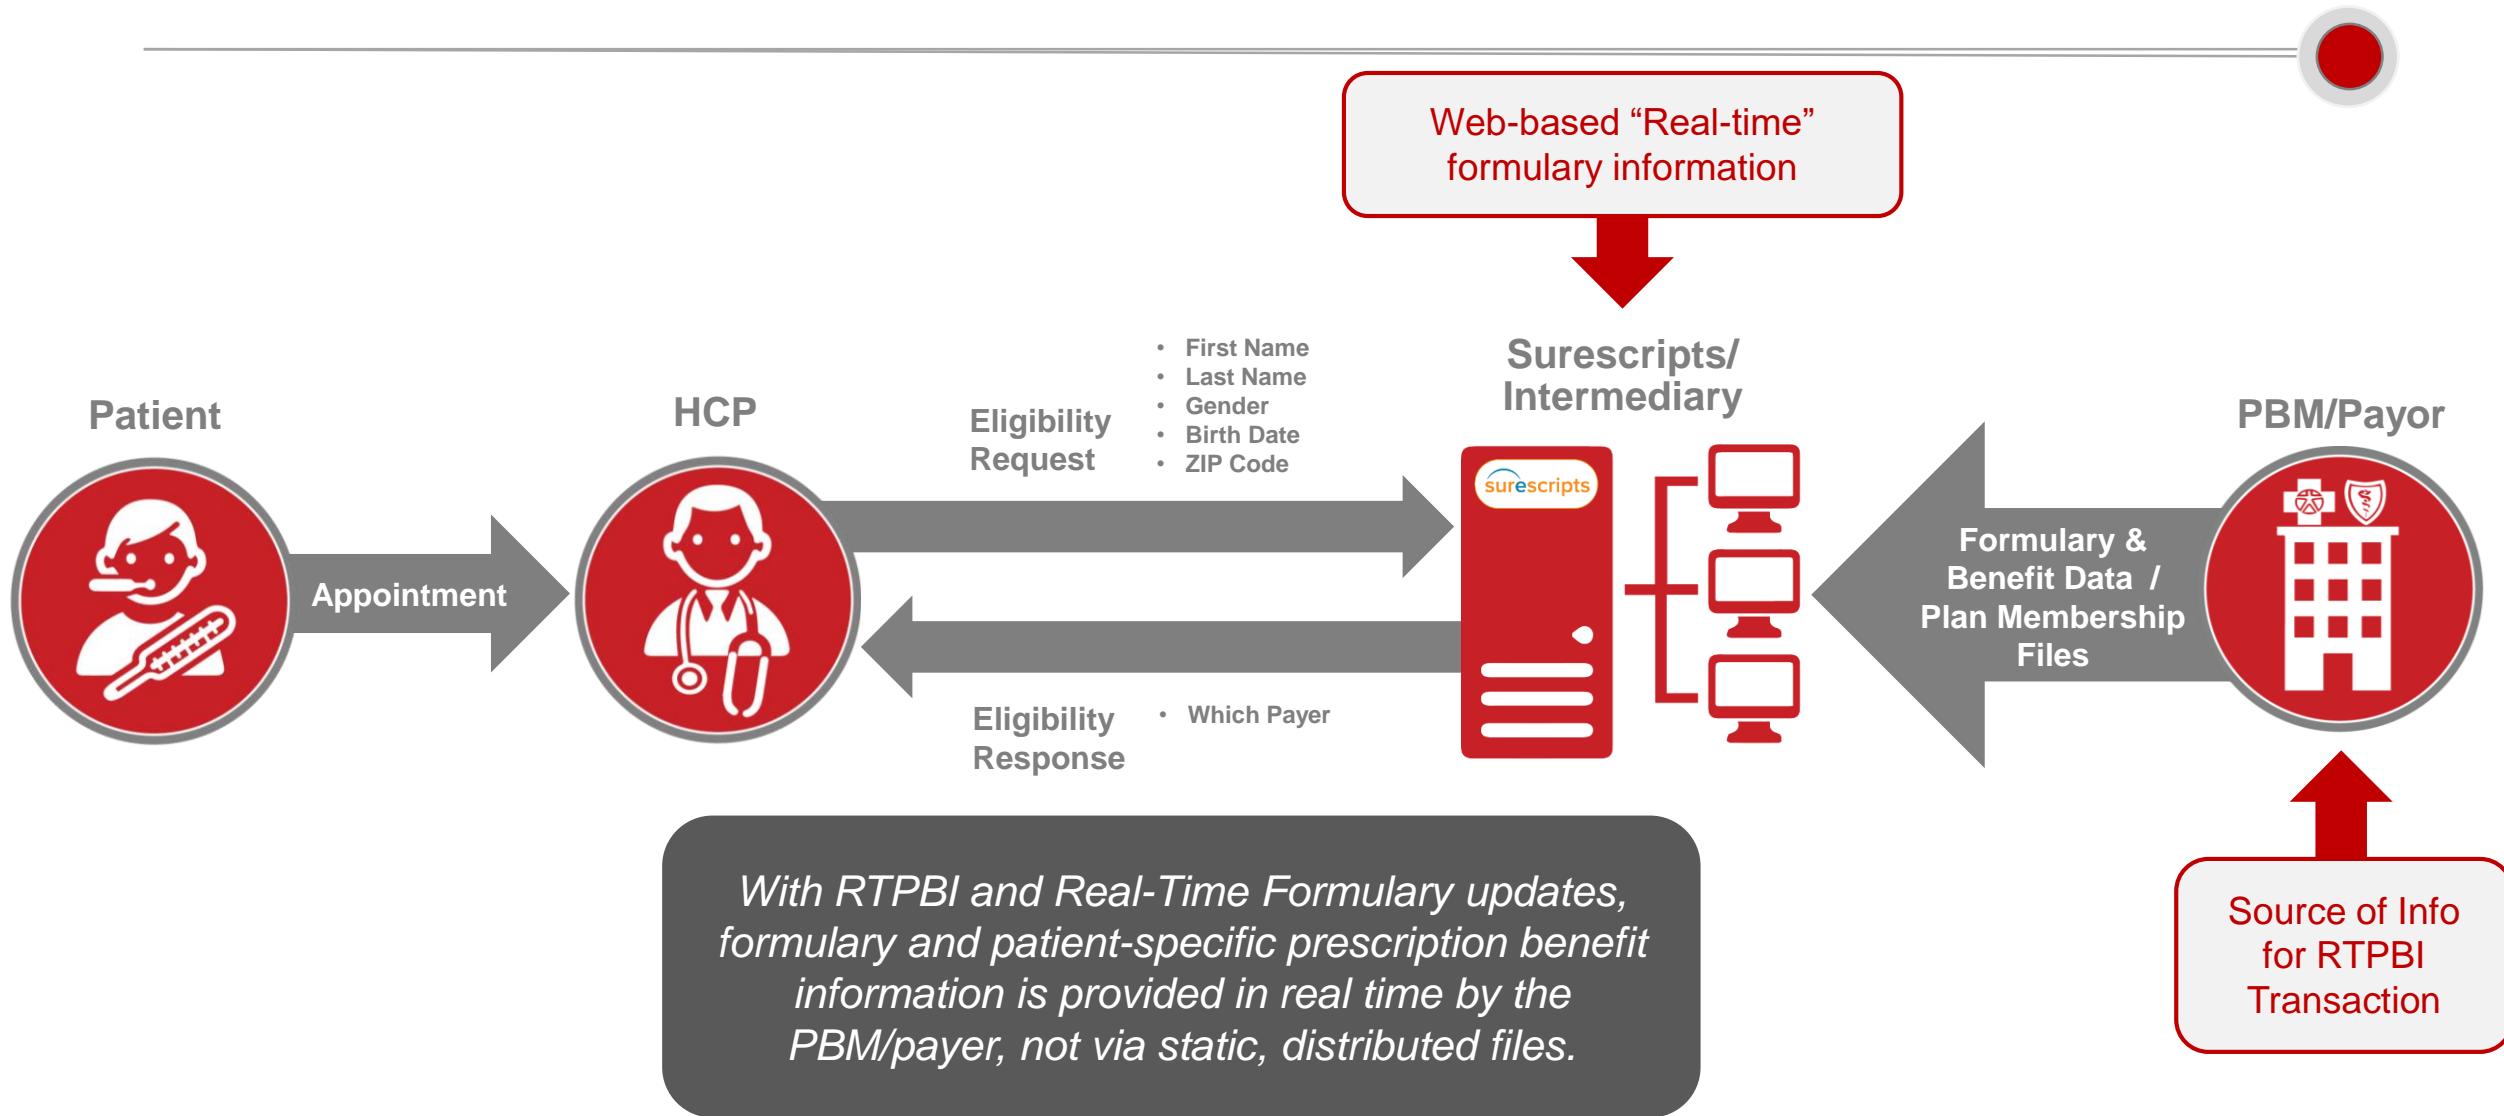 Web-based “Real-time”
formulary information
Patient
Appointment
HCP
Eligibility
Request
• First Name
• Last Name
• Gender
• Birth Date
• ZIP Code
Eligibility
Response
• Which Payer
Surescripts/
Intermediary
surescripts
PBM/Payor
Formulary &
Benefit Data /
Plan Membership
Files
With RTPBI and Real-Time Formulary updates,
formulary and patient-specific prescription benefit
information is provided in real time by the
PBM/payer, not via static, distributed files.
Source of Info
for RTPBI
Transaction